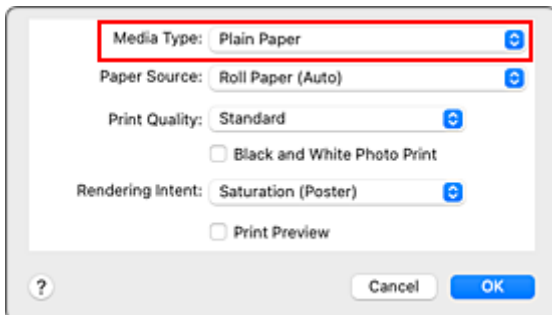 Media Type: Plain Paper
Paper Source: Roll Paper (Auto)
Print Quality: Standard
Black and White Photo Print
Rendering Intent: Saturation (Poster)
Print Preview
? Cancel OK